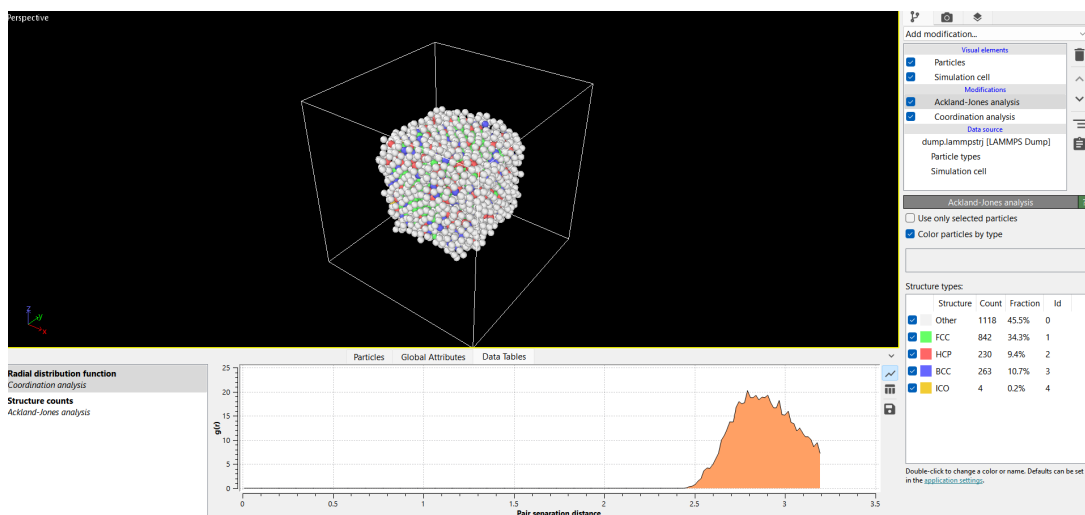 Perspective
z
y
x
Add modification...
Visual elements
Particles
Simulation cell
Modifications
Ackland-Jones analysis
Coordination analysis
Data source
dump.lammpstrj [LAMMPS Dump]
Particle types
Simulation cell
Ackland-Jones analysis
Use only selected particles
Color particles by type
Structure types:
Structure Count Fraction Id
Other 1118 45.5% 0
FCC 842 34.3% 1
HCP 230 9.4% 2
BCC 263 10.7% 3
ICO 4 0.2% 4
Double-click to change a color or name. Defaults can be set
in the application settings.
Particles Global Attributes Data Tables
Radial distribution function
Coordination analysis
Structure counts
Ackland-Jones analysis
g(r)
25
20
15
10
5
0
0 0.5 1 1.5 2 2.5 3 3.5
Pair separation distance